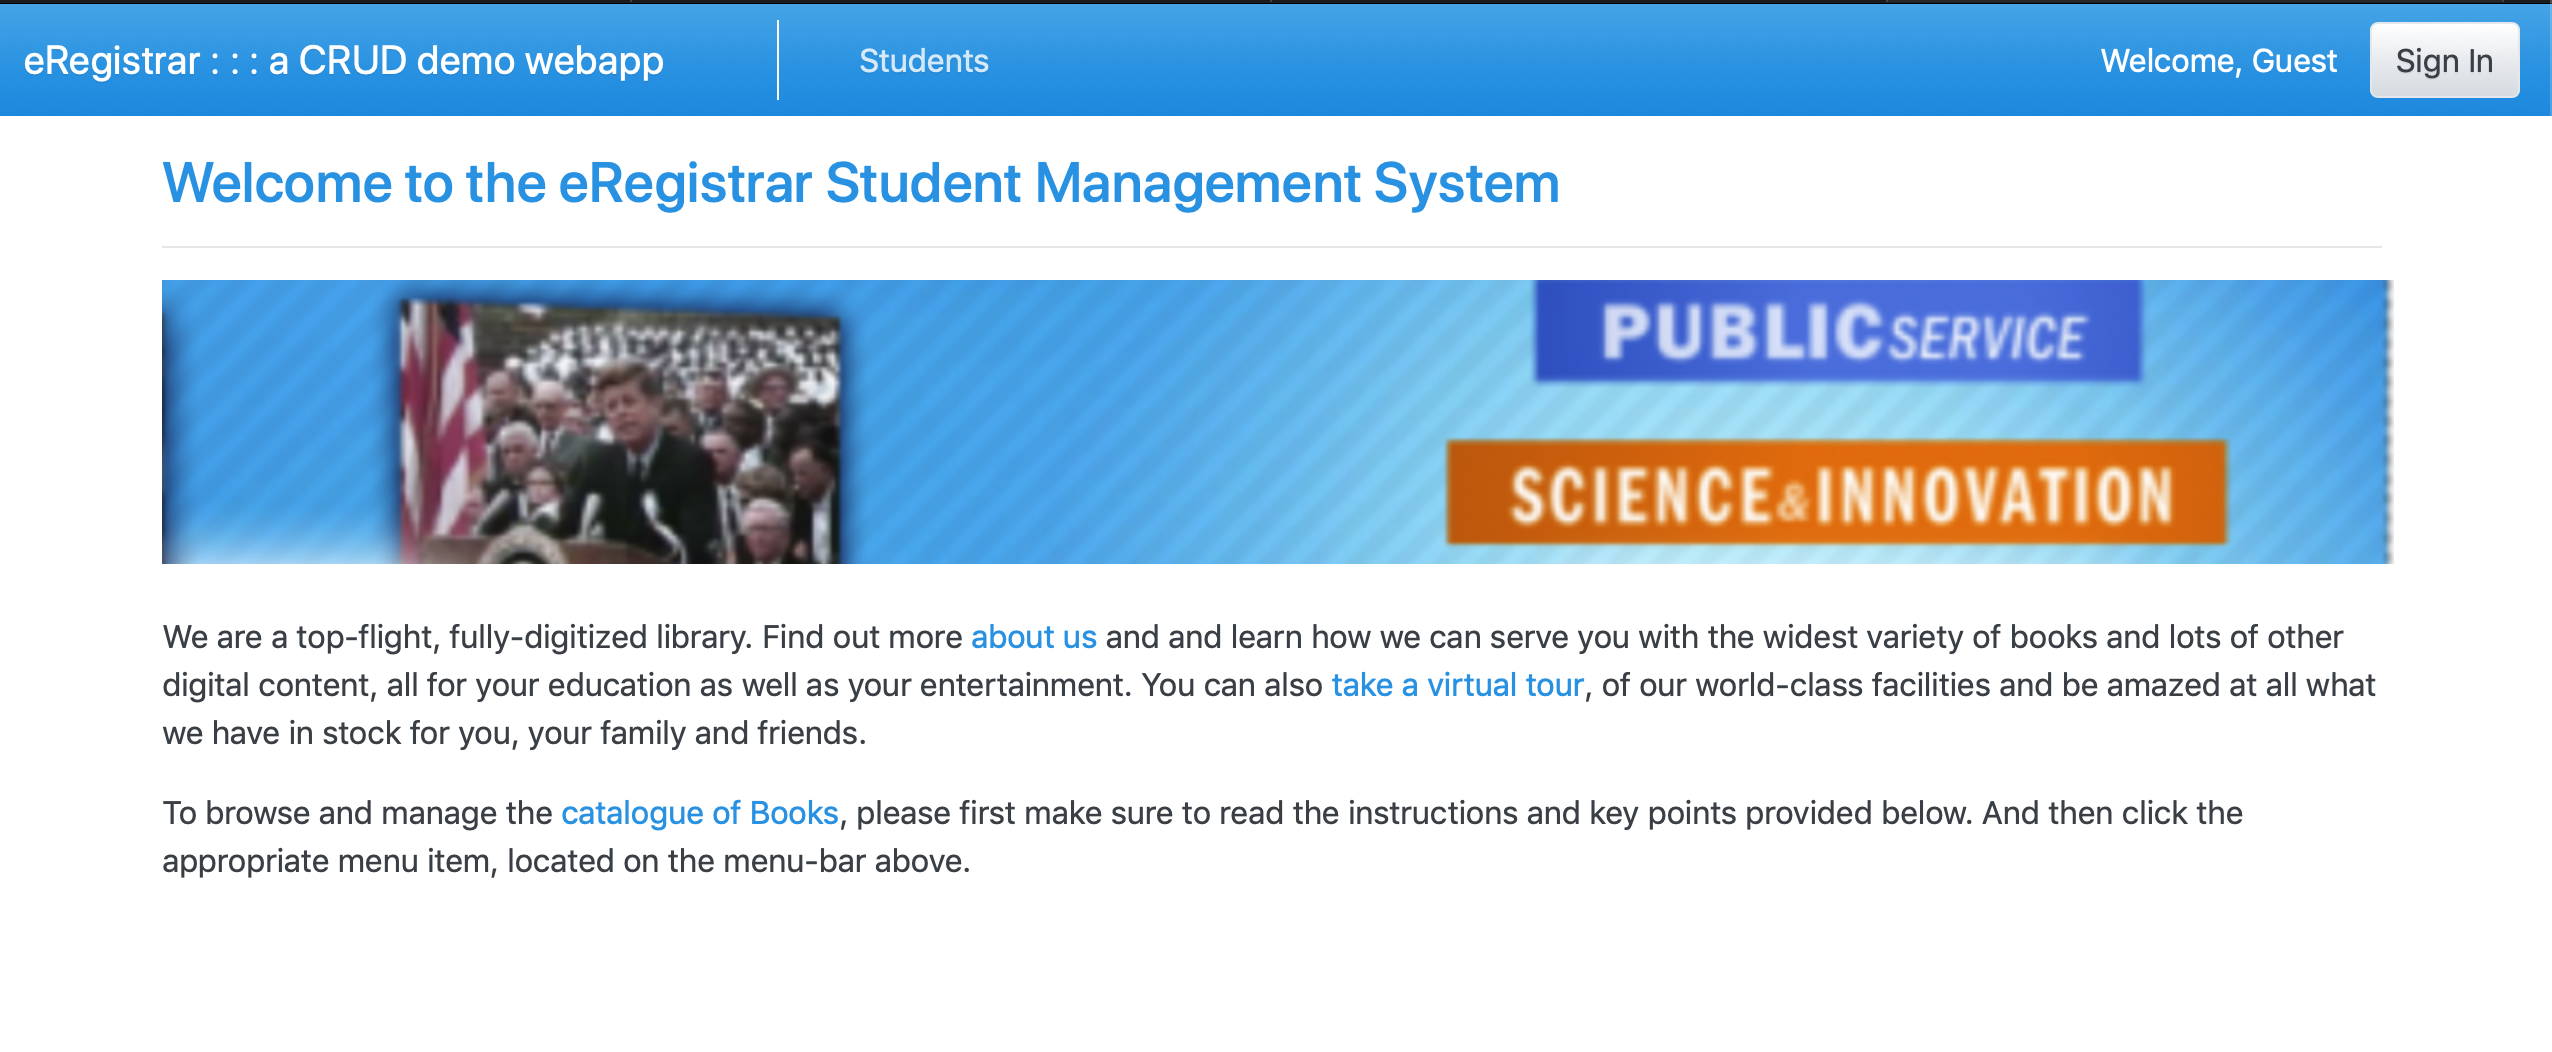 eRegistrar : : : a CRUD demo webapp
Students
Welcome, Guest
Sign In
Welcome to the eRegistrar Student Management System
PUBLIC SERVICE
SCIENCE & INNOVATION
We are a top-flight, fully-digitized library. Find out more about us and and learn how we can serve you with the widest variety of books and lots of other
digital content, all for your education as well as your entertainment. You can also take a virtual tour, of our world-class facilities and be amazed at all what
we have in stock for you, your family and friends.
To browse and manage the catalogue of Books, please first make sure to read the instructions and key points provided below. And then click the
appropriate menu item, located on the menu-bar above.